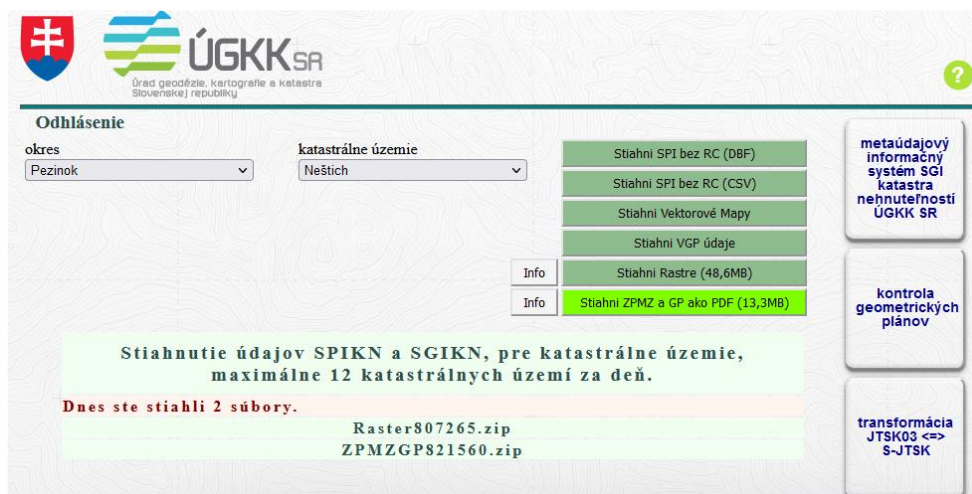 ÚGKKSR
Úrad geodézie, kartografie a katastra
Slovenskej republiky
?
Odhlásenie
okres
Pezinok
katastrálne územie
Neštich
Stiahni SPI bez RC (DBF)
Stiahni SPI bez RC (CSV)
Stiahni Vektorové Mapy
Stiahni VGP údaje
Info
Stiahni Rastre (48,6MB)
Info
Stiahni ZPMZ a GP ako PDF (13,3MB)
Stiahnutie údajov SPIKN a SGIKN, pre katastrálne územie,
maximálne 12 katastrálnych území za deň.
Dnes ste stiahli 2 súbory.
Raster807265.zip
ZPMZGP821560.zip
metaúdajový
informačný
systém SGI
katastra
nehnuteľností
ÚGKK SR
kontrola
geometrických
plánov
transformácia
JTSK03 <=>
S-JTSK